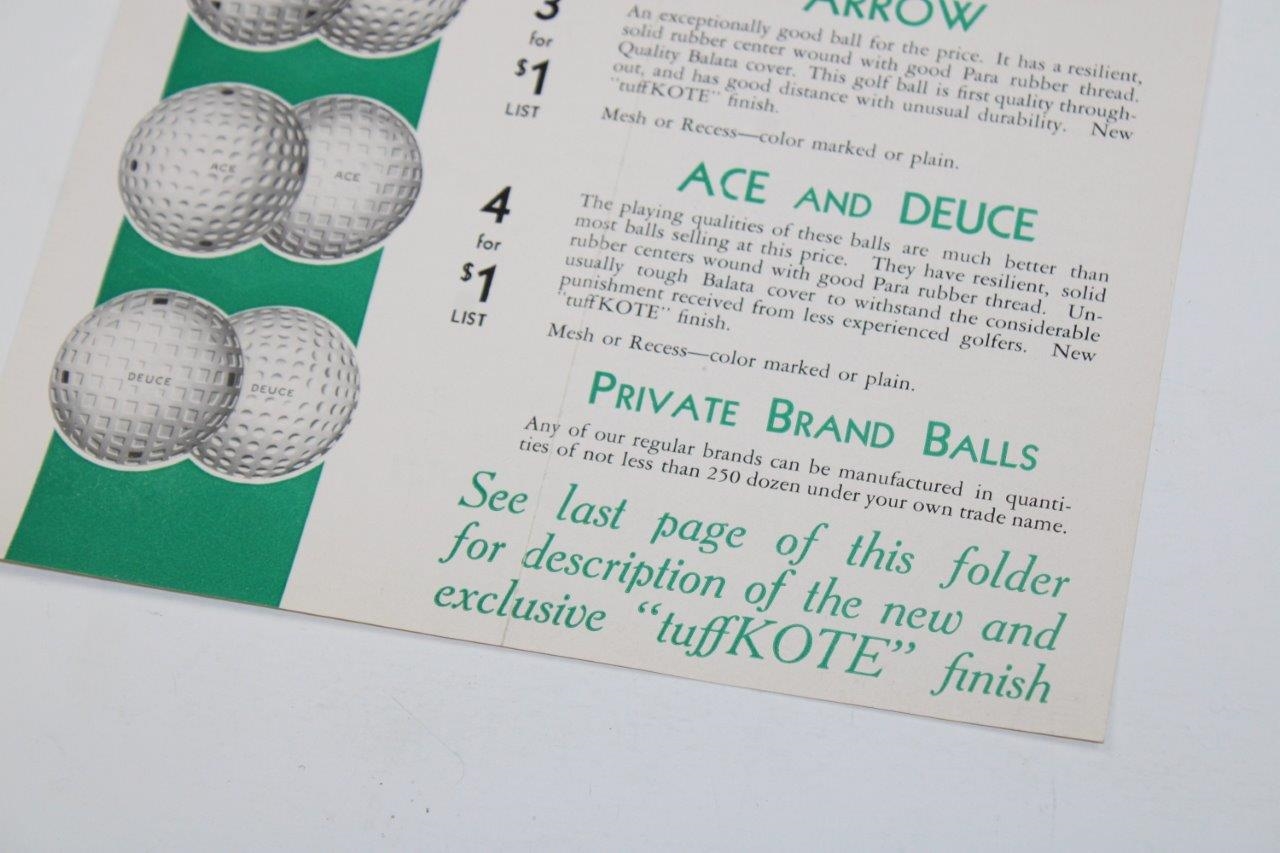 ARROW
3
for
$1
LIST
An exceptionally good ball for the price. It has a resilient,
solid rubber center wound with good Para rubber thread.
Quality Balata cover. This golf ball is first quality through-
out, and has good distance with unusual durability. New
"tuffKOTE" finish.
Mesh or Recess—color marked or plain.
ACE
ACE
4
for
$1
LIST
ACE AND DEUCE
The playing qualities of these balls are much better than
most balls selling at this price. They have resilient, solid
rubber centers wound with good Para rubber thread. Un-
usually tough Balata cover to withstand the considerable
punishment received from less experienced golfers. New
"tuffKOTE" finish.
Mesh or Recess—color marked or plain.
DEUCE
DEUCE
PRIVATE BRAND BALLS
Any of our regular brands can be manufactured in quanti-
ties of not less than 250 dozen under your own trade name.
See last page of this folder
for description of the new and
exclusive "tuffKOTE" finish